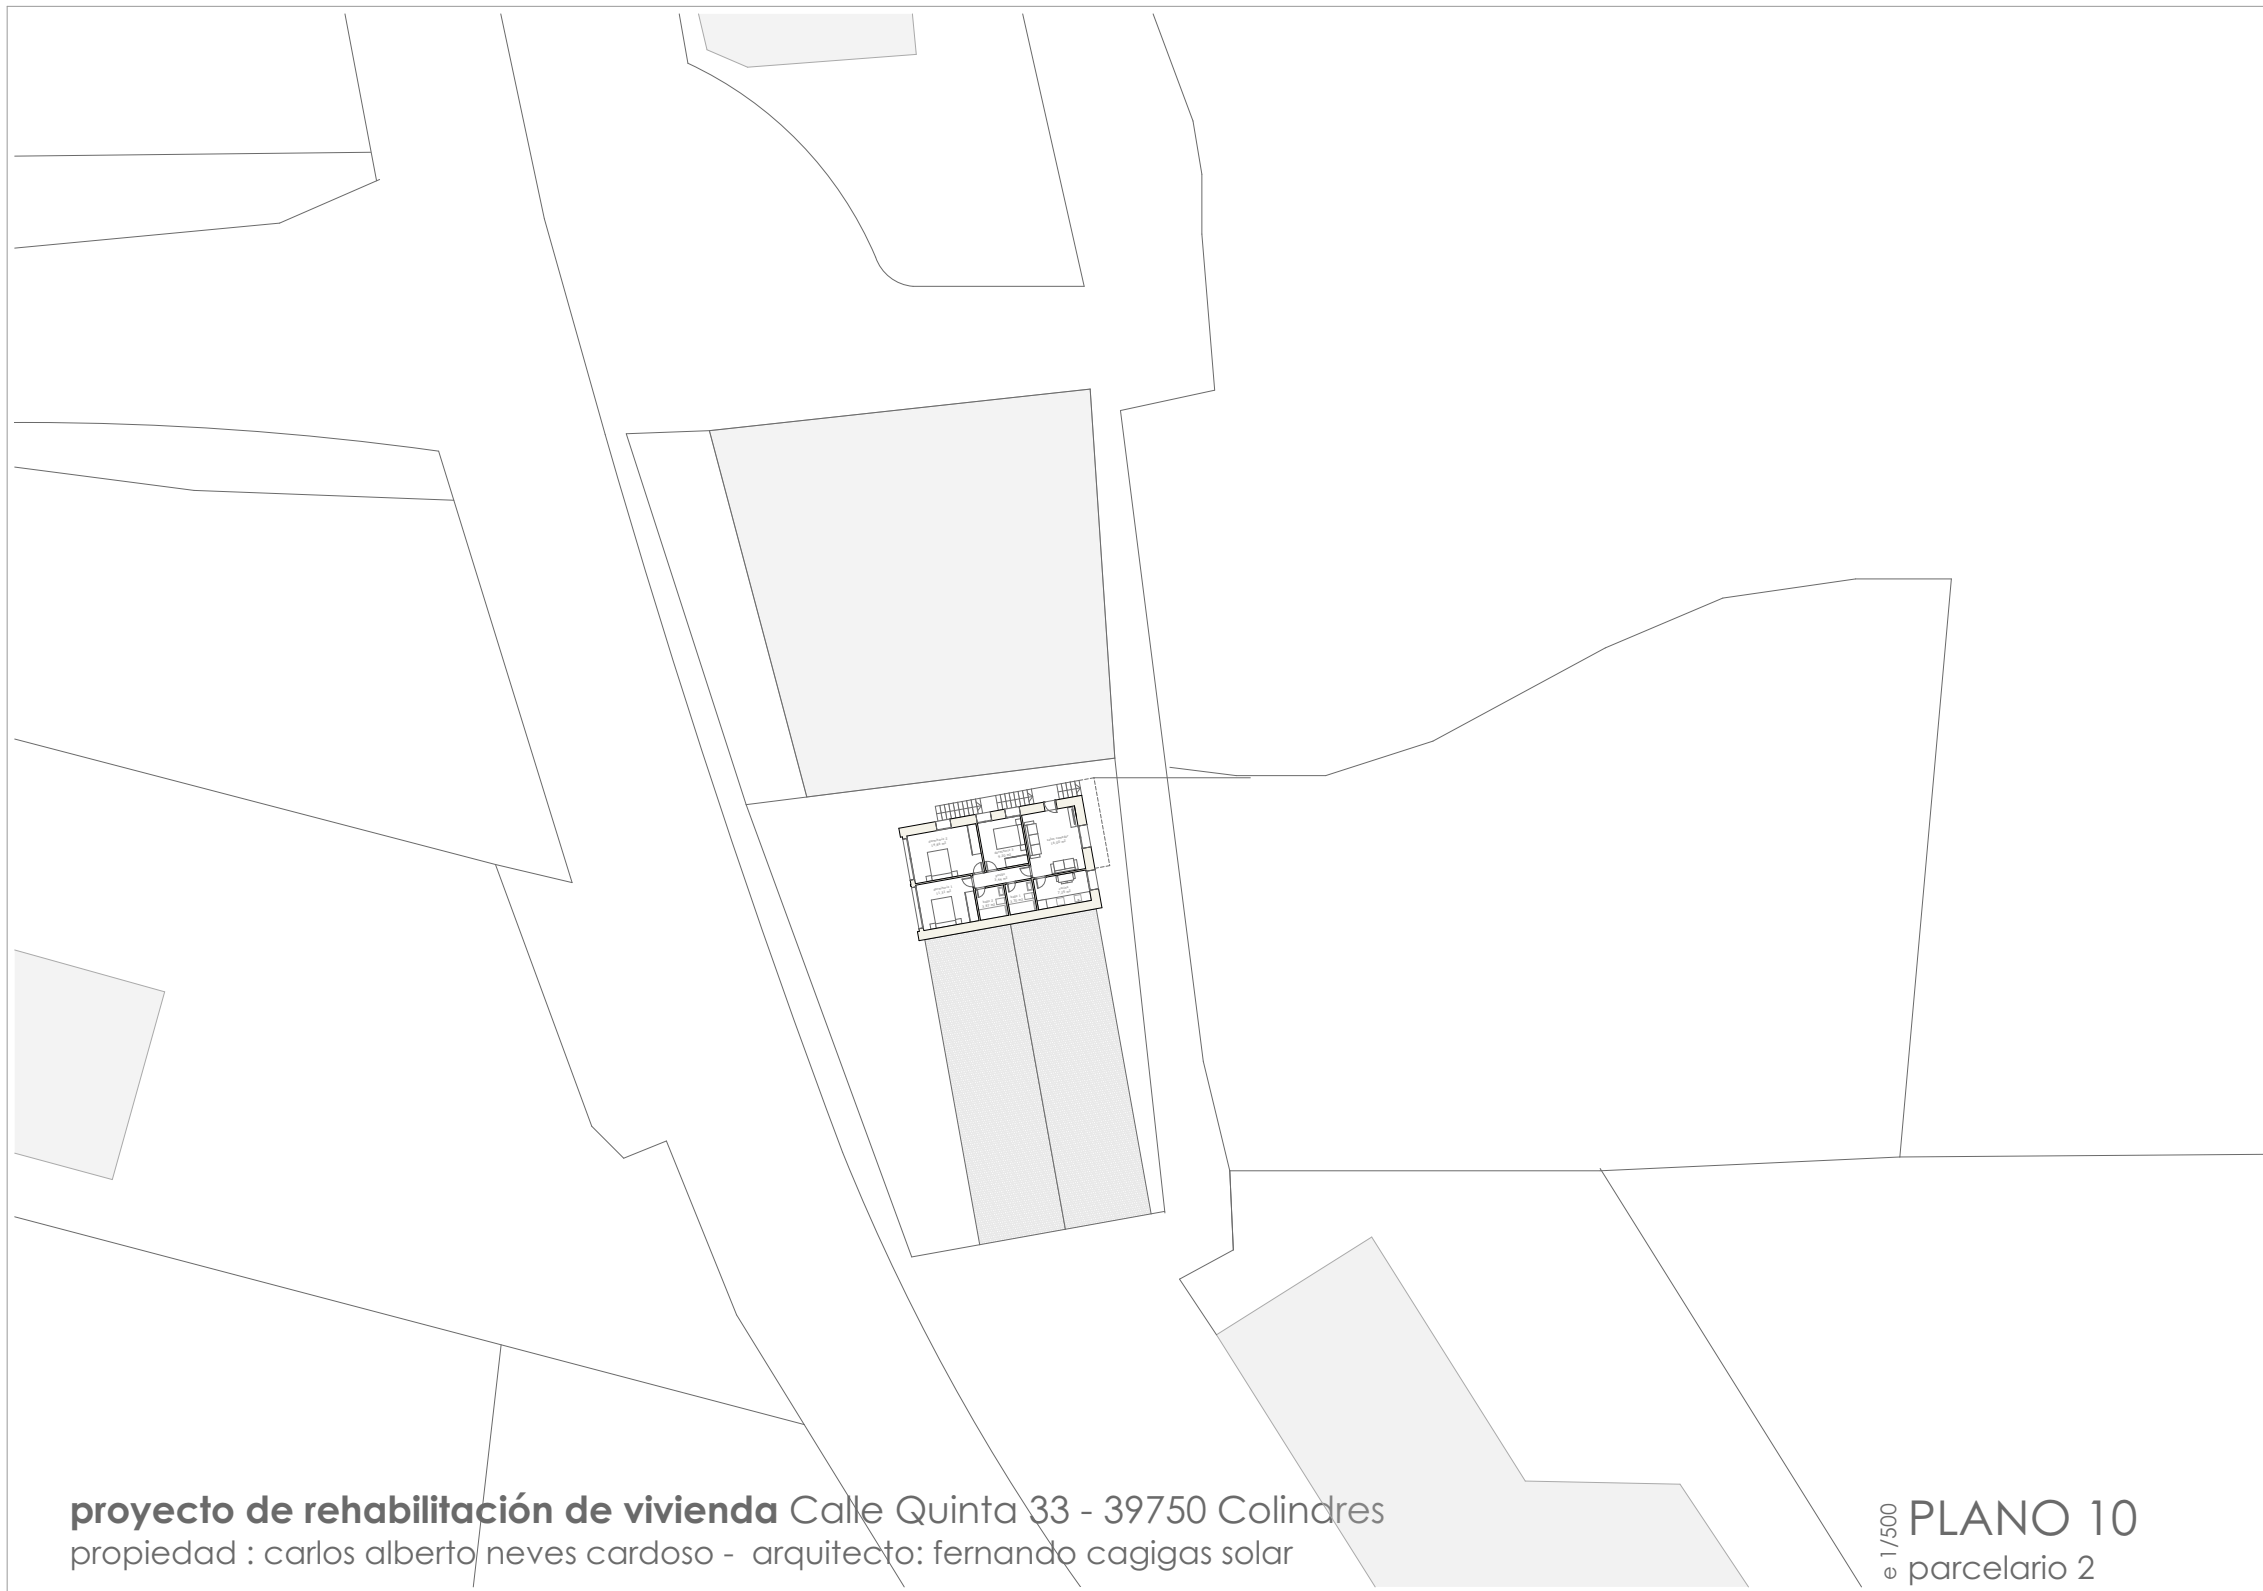 proyecto de rehabilitación de vivienda Calle Quinta 33 - 39750 Colindres
propiedad : carlos alberto neves cardoso - arquitecto: fernando cagigas solar
e 1/500
PLANO 10
parcelario 2